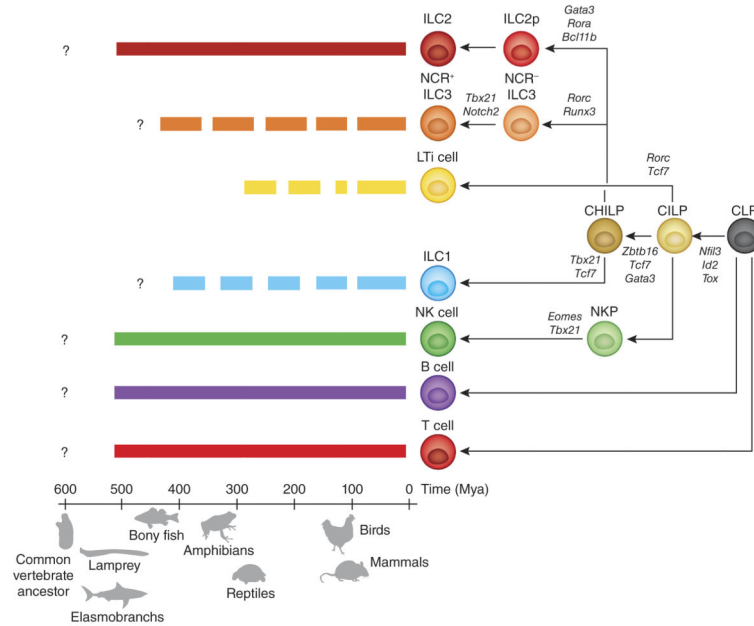 ILC2
ILC2p
Gata3
Rora
Bcl11b
?
NCR⁺
ILC3
NCR⁻
ILC3
Tbx21
Notch2
Rorc
Runx3
?
LTi cell
Rorc
Tcf7
CHILP
CILP
CLP
Zbtb16
Tcf7
Gata3
Nfil3
Id2
Tox
Tbx21
Tcf7
?
ILC1
NK cell
NKP
Eomes
Tbx21
?
B cell
?
T cell
?
600 500 400 300 200 100 0 Time (Mya)
Common
vertebrate
ancestor
Lamprey
Elasmobranchs
Bony fish
Amphibians
Reptiles
Birds
Mammals